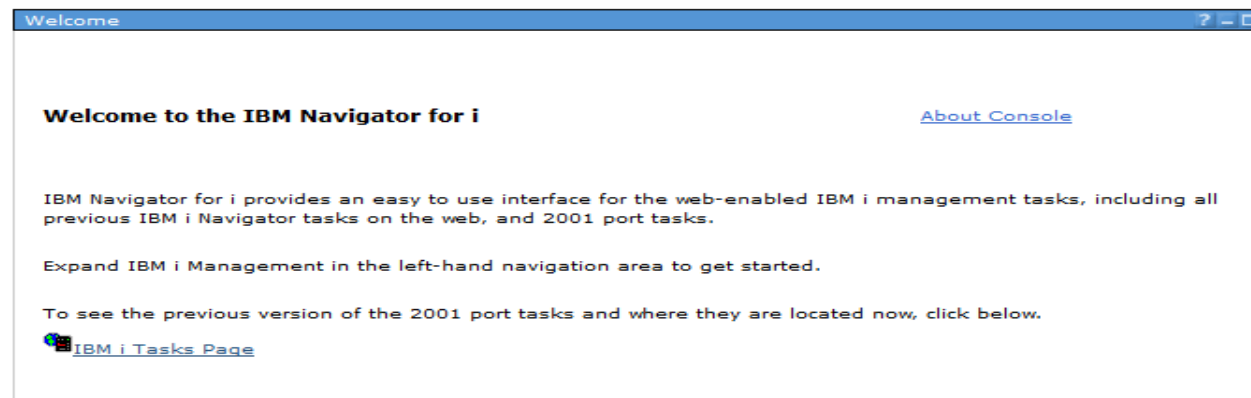 Welcome
?
Welcome to the IBM Navigator for i
About Console
IBM Navigator for i provides an easy to use interface for the web-enabled IBM i management tasks, including all
previous IBM i Navigator tasks on the web, and 2001 port tasks.
Expand IBM i Management in the left-hand navigation area to get started.
To see the previous version of the 2001 port tasks and where they are located now, click below.
IBM i Tasks Page